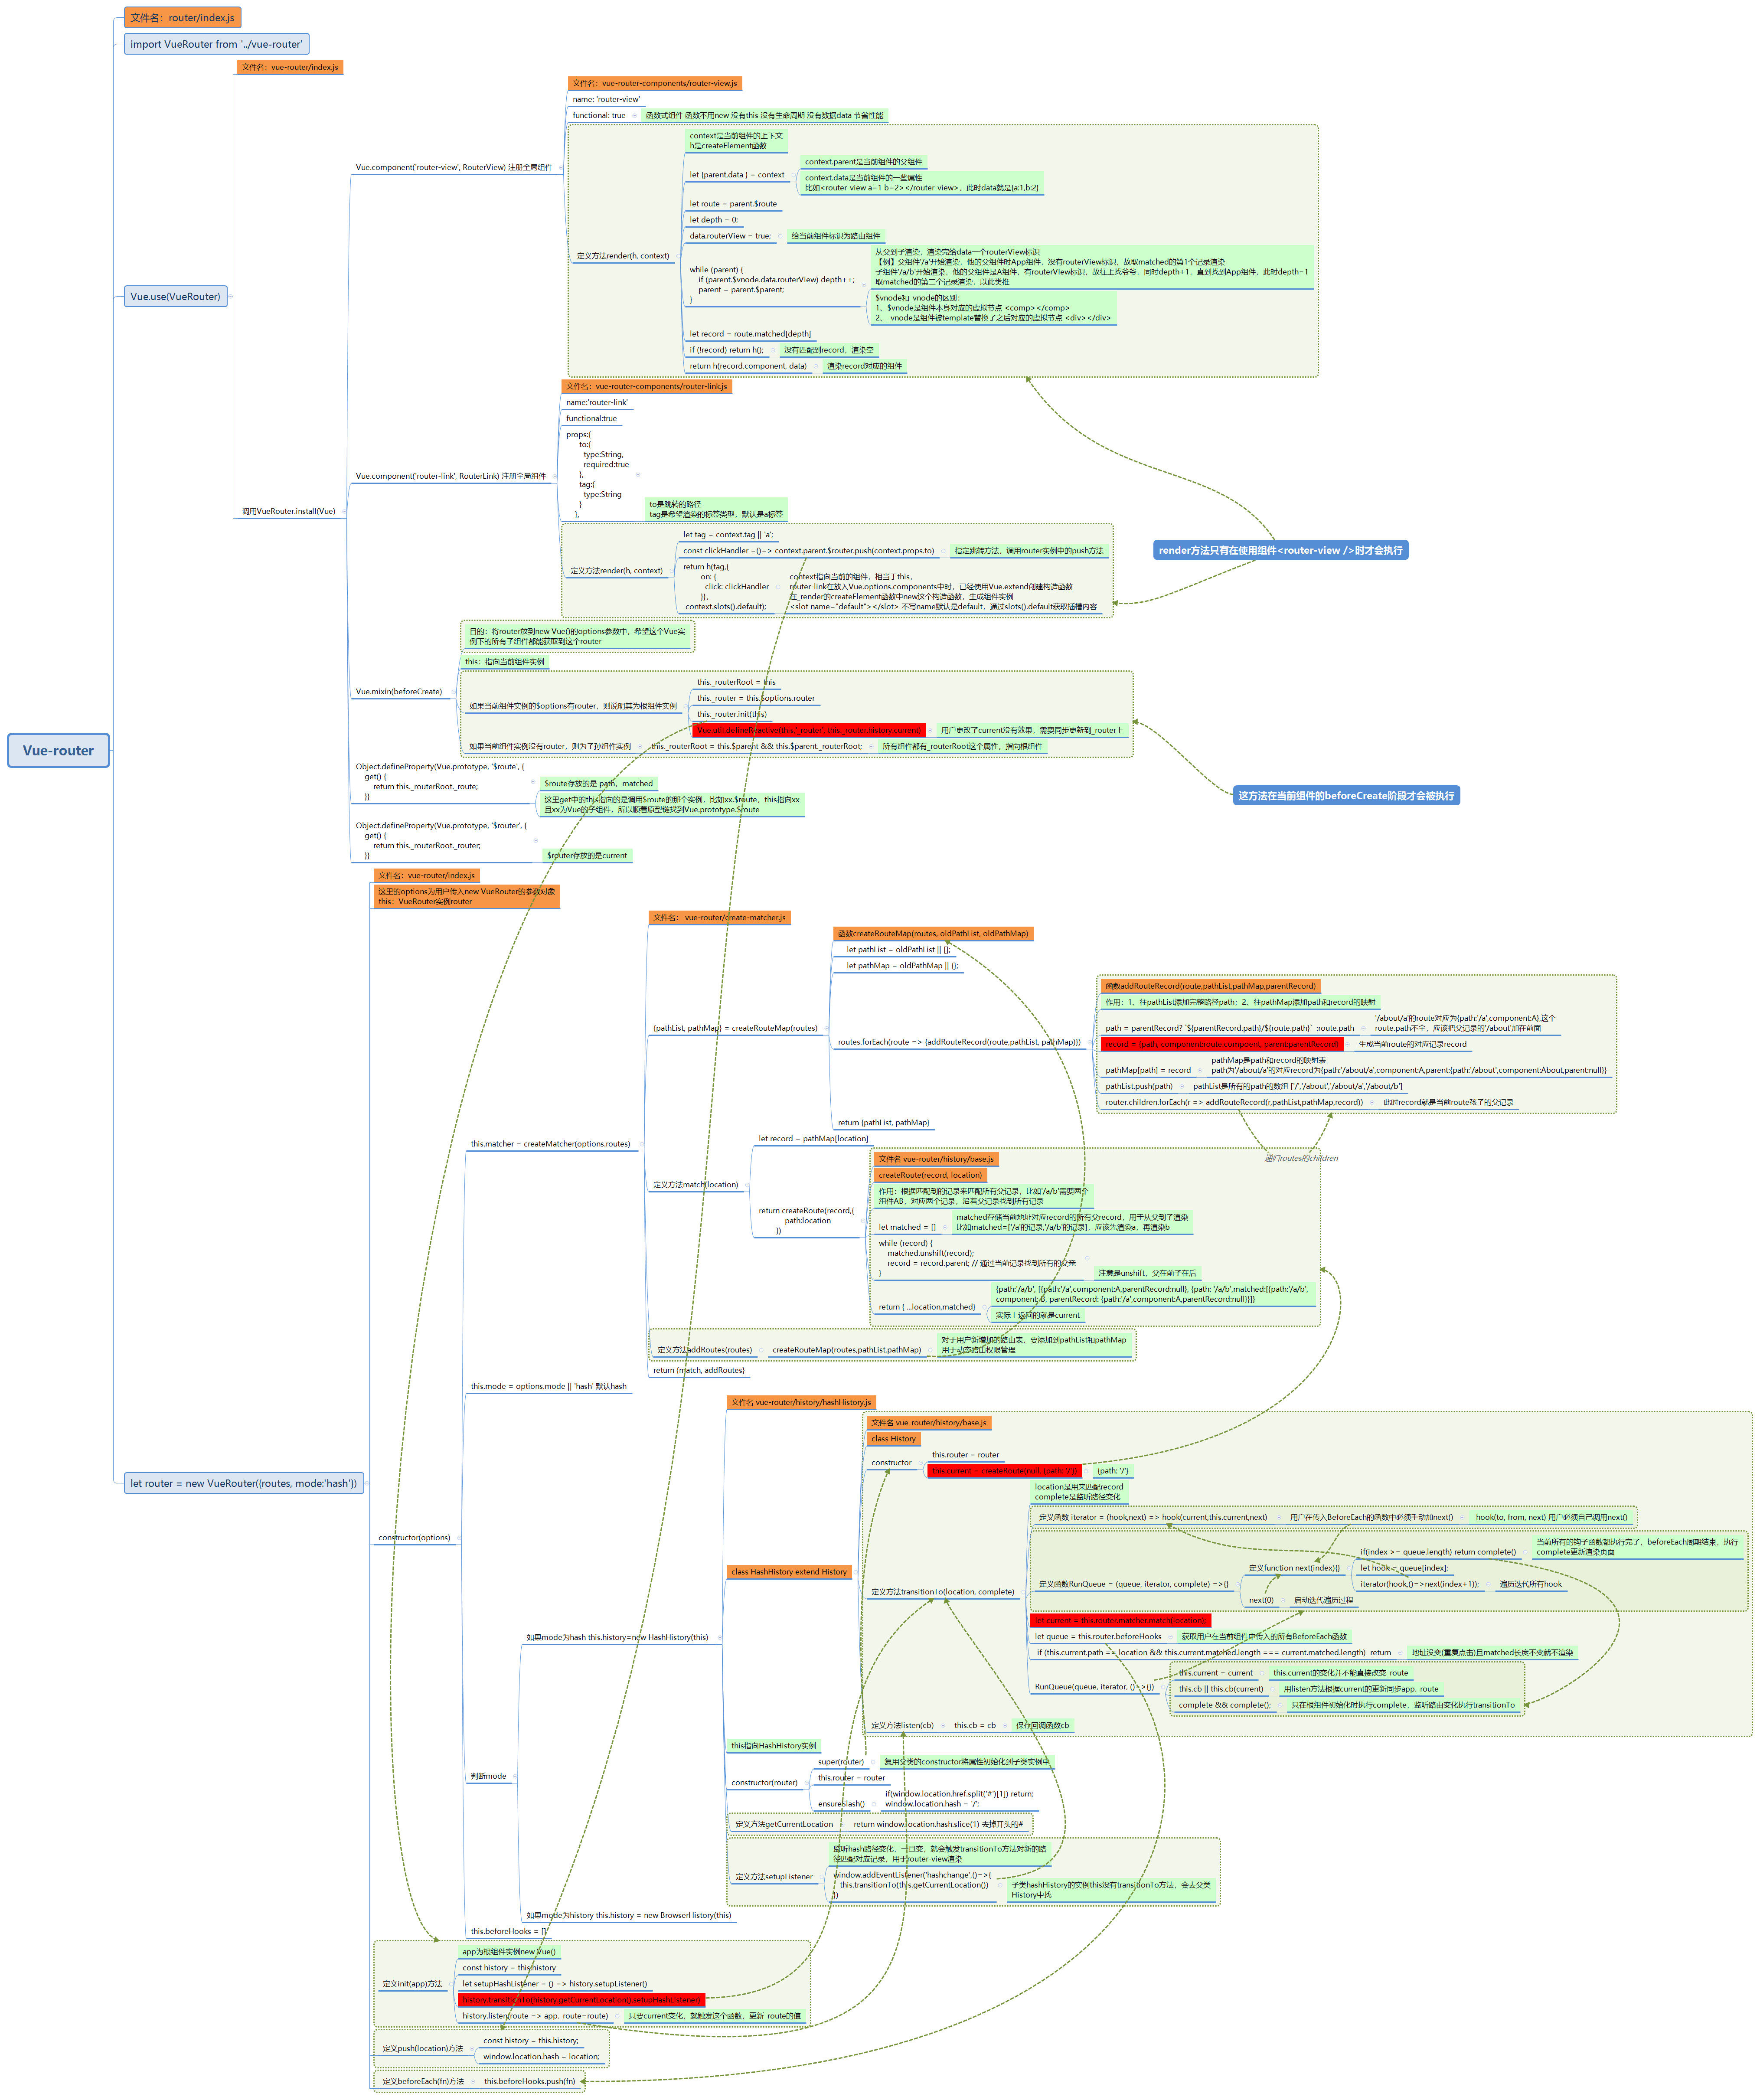 Vue-router
文件名：router/index.js
import VueRouter from '../vue-router'
Vue.use(VueRouter)
文件名：vue-router/index.js
调用VueRouter.install(Vue)
Vue.component('router-view', RouterView) 注册全局组件
文件名：vue-router-components/router-view.js
name: 'router-view'
functional: true
函数式组件 函数不用new 没有this 没有生命周期 没有数据data 节省性能
定义方法render(h, context)
context是当前组件的上下文
h是createElement函数
let {parent,data } = context
context.parent是当前组件的父组件
context.data是当前组件的一些属性
比如<router-view a=1 b=2></router-view>，此时data就是{a:1,b:2}
let route = parent.$route
let depth = 0;
data.routerView = true;
给当前组件标识为路由组件
while (parent) {
if (parent.$vnode.data.routerView) depth++;
parent = parent.$parent;
}
从父到子渲染，渲染完给data一个routerView标识
【例】父组件'/a'开始渲染，他的父组件时App组件，没有routerView标识，故取matched的第1个记录渲染
子组件'/a/b'开始渲染，他的父组件是A组件，有routerVIew标识，故往上找爷爷，同时depth+1，直到找到App组件，此时depth=1
取matched的第二个记录渲染，以此类推
$vnode和_vnode的区别：
1、$vnode是组件本身对应的虚拟节点 <comp></comp>
2、_vnode是组件被template替换了之后对应的虚拟节点 <div></div>
let record = route.matched[depth]
if (!record) return h();
没有匹配到record，渲染空
return h(record.component, data)
渲染record对应的组件
Vue.component('router-link', RouterLink) 注册全局组件
文件名：vue-router-components/router-link.js
name:'router-link'
functional:true
props:{
to:{
type:String,
required:true
},
tag:{
type:String
}
},
to是跳转的路径
tag是希望渲染的标签类型，默认是a标签
定义方法render(h, context)
let tag = context.tag || 'a';
const clickHandler =()=> context.parent.$router.push(context.props.to)
指定跳转方法，调用router实例中的push方法
return h(tag,{
on: {
click: clickHandler
}},
context.slots().default);
context指向当前的组件，相当于this，
router-link在放入Vue.options.components中时，已经使用Vue.extend创建构造函数
在_render的createElement函数中new这个构造函数，生成组件实例
<slot name="default"></slot> 不写name默认是default，通过slots().default获取插槽内容
render方法只有在使用组件<router-view />时才会执行
Vue.mixin(beforeCreate)
目的：将router放到new Vue()的options参数中，希望这个Vue实
例下的所有子组件都能获取到这个router
this：指向当前组件实例
如果当前组件实例的$options有router，则说明其为根组件实例
this._routerRoot = this
this._router = this.$options.router
this._router.init(this)
Vue.util.defineReactive(this,'_router', this._router.history.current)
用户更改了current没有效果，需要同步更新到_router上
如果当前组件实例没有router，则为子孙组件实例
this._routerRoot = this.$parent && this.$parent._routerRoot;
所有组件都有_routerRoot这个属性，指向根组件
这方法在当前组件的beforeCreate阶段才会被执行
Object.defineProperty(Vue.prototype, '$route', {
get() {
return this._routerRoot._route;
}})
$route存放的是 path，matched
这里get中的this指向的是调用$route的那个实例，比如xx.$route，this指向xx
且xx为Vue的子组件，所以顺着原型链找到Vue.prototype.$route
Object.defineProperty(Vue.prototype, '$router', {
get() {
return this._routerRoot._router;
}})
$router存放的是current
let router = new VueRouter({routes, mode:'hash'})
文件名：vue-router/index.js
这里的options为用户传入new VueRouter的参数对象
this：VueRouter实例router
constructor(options)
this.matcher = createMatcher(options.routes)
文件名： vue-router/create-matcher.js
{pathList, pathMap} = createRouteMap(routes)
函数createRouteMap(routes, oldPathList, oldPathMap)
let pathList = oldPathList || [];
let pathMap = oldPathMap || {};
routes.forEach(route => {addRouteRecord(route,pathList, pathMap)})
函数addRouteRecord(route,pathList,pathMap,parentRecord)
作用：1、往pathList添加完整路径path；2、往pathMap添加path和record的映射
path = parentRecord? `${parentRecord.path}/${route.path}` :route.path
'/about/a'的route对应为{path:'/a',component:A},这个
route.path不全，应该把父记录的'/about'加在前面
record = {path, component:route.compoent, parent:parentRecord}
生成当前route的对应记录record
pathMap[path] = record
pathMap是path和record的映射表
path为'/about/a'的对应record为{path:'/about/a',component:A,parent:{path:'/about',component:About,parent:null}}
pathList.push(path)
pathList是所有的path的数组 ['/','/about','/about/a','/about/b']
router.children.forEach(r => addRouteRecord(r,pathList,pathMap,record))
此时record就是当前route孩子的父记录
递归routes的children
return {pathList, pathMap}
定义方法match(location)
let record = pathMap[location]
return createRoute(record,{
path:location
})
文件名 vue-router/history/base.js
createRoute(record, location)
作用：根据匹配到的记录来匹配所有父记录，比如'/a/b'需要两个
组件AB，对应两个记录，沿着父记录找到所有记录
let matched = []
matched存储当前地址对应record的所有父record，用于从父到子渲染
比如matched=['/a'的记录,'/a/b'的记录]，应该先渲染a，再渲染b
while (record) {
matched.unshift(record);
record = record.parent; // 通过当前记录找到所有的父亲
}
注意是unshift，父在前子在后
return { ...location,matched}
{path:'/a/b', [{path:'/a',component:A,parentRecord:null}, {path: '/a/b',matched:[{path:'/a/b',
component: B, parentRecord: {path:'/a',component:A,parentRecord:null}}]}
实际上返回的就是current
定义方法addRoutes(routes)
createRouteMap(routes,pathList,pathMap)
对于用户新增加的路由表，要添加到pathList和pathMap
用于动态路由权限管理
return {match, addRoutes}
this.mode = options.mode || 'hash' 默认hash
判断mode
如果mode为hash this.history=new HashHistory(this)
文件名 vue-router/history/hashHistory.js
class HashHistory extend History
文件名 vue-router/history/base.js
class History
constructor
this.router = router
this.current = createRoute(null, {path: '/'})
{path: '/'}
定义方法transitionTo(location, complete)
location是用来匹配record
complete是监听路径变化
定义函数 iterator = (hook,next) => hook(current,this.current,next)
用户在传入BeforeEach的函数中必须手动加next()
hook(to, from, next) 用户必须自己调用next()
定义函数RunQueue = (queue, iterator, complete) =>{}
定义function next(index){}
if(index >= queue.length) return complete()
当前所有的钩子函数都执行完了，beforeEach周期结束，执行
complete更新渲染页面
let hook = queue[index];
iterator(hook,()=>next(index+1));
遍历迭代所有hook
next(0)
启动迭代遍历过程
let current = this.router.matcher.match(location);
let queue = this.router.beforeHooks
获取用户在当前组件中传入的所有BeforeEach函数
if (this.current.path == location && this.current.matched.length === current.matched.length) return
地址没变(重复点击)且matched长度不变就不渲染
RunQueue(queue, iterator, ()=>{})
this.current = current
this.current的变化并不能直接改变_route
this.cb || this.cb(current)
用listen方法根据current的更新同步app._route
complete && complete();
只在根组件初始化时执行complete，监听路由变化执行transitionTo
定义方法listen(cb)
this.cb = cb
保存回调函数cb
this指向HashHistory实例
constructor(router)
super(router)
复用父类的constructor将属性初始化到子类实例中
this.router = router
ensureSlash()
if(window.location.href.split('#')[1]) return;
window.location.hash = '/';
定义方法getCurrentLocation
return window.location.hash.slice(1) 去掉开头的#
定义方法setupListener
监听hash路径变化，一旦变，就会触发transitionTo方法对新的路
径匹配对应记录，用于router-view渲染
window.addEventListener('hashchange',()=>{
this.transitionTo(this.getCurrentLocation())
})
子类hashHistory的实例this没有transitionTo方法，会去父类
History中找
如果mode为history this.history = new BrowserHistory(this)
this.beforeHooks = []
定义init(app)方法
app为根组件实例new Vue()
const history = this.history
let setupHashListener = () => history.setupListener()
history.transitionTo(history.getCurrentLocation(),setupHashListener)
history.listen(route => app._route=route)
只要current变化，就触发这个函数，更新_route的值
定义push(location)方法
const history = this.history;
window.location.hash = location;
定义beforeEach(fn)方法
this.beforeHooks.push(fn)